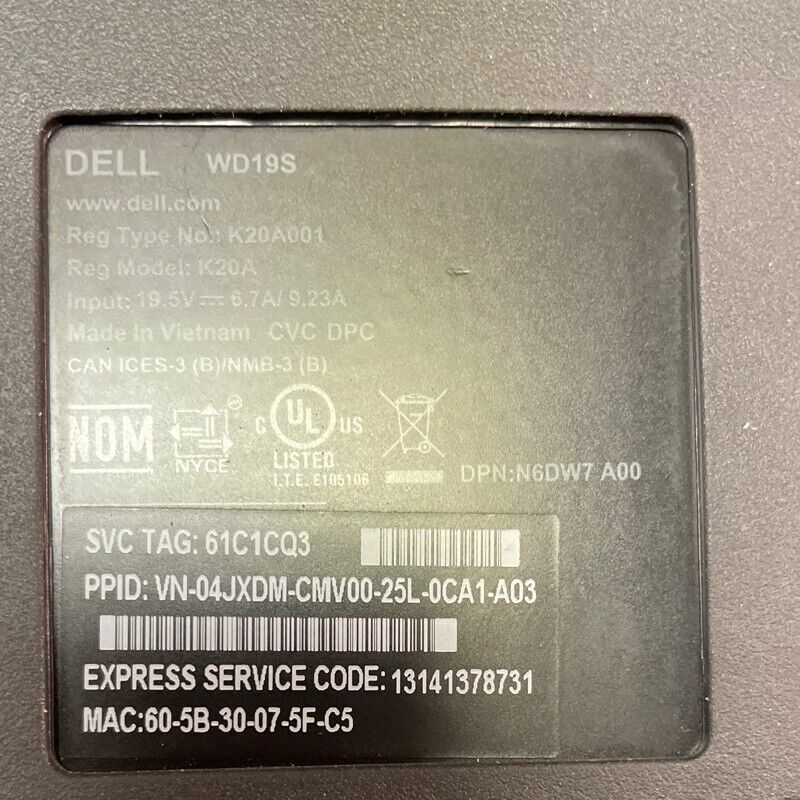 DELL WD19S
www.dell.com
Reg Type No.: K20A001
Reg Model: K20A
Input: 19.5V⎓ 6.7A/ 9.23A
Made In Vietnam CVC DPC
CAN ICES-3 (B)/NMB-3 (B)
NOM
NYCE
C UL US
LISTED
I.T.E. E105106
DPN:N6DW7 A00
SVC TAG: 61C1CQ3
PPID: VN-04JXDM-CMV00-25L-0CA1-A03
EXPRESS SERVICE CODE: 13141378731
MAC:60-5B-30-07-5F-C5